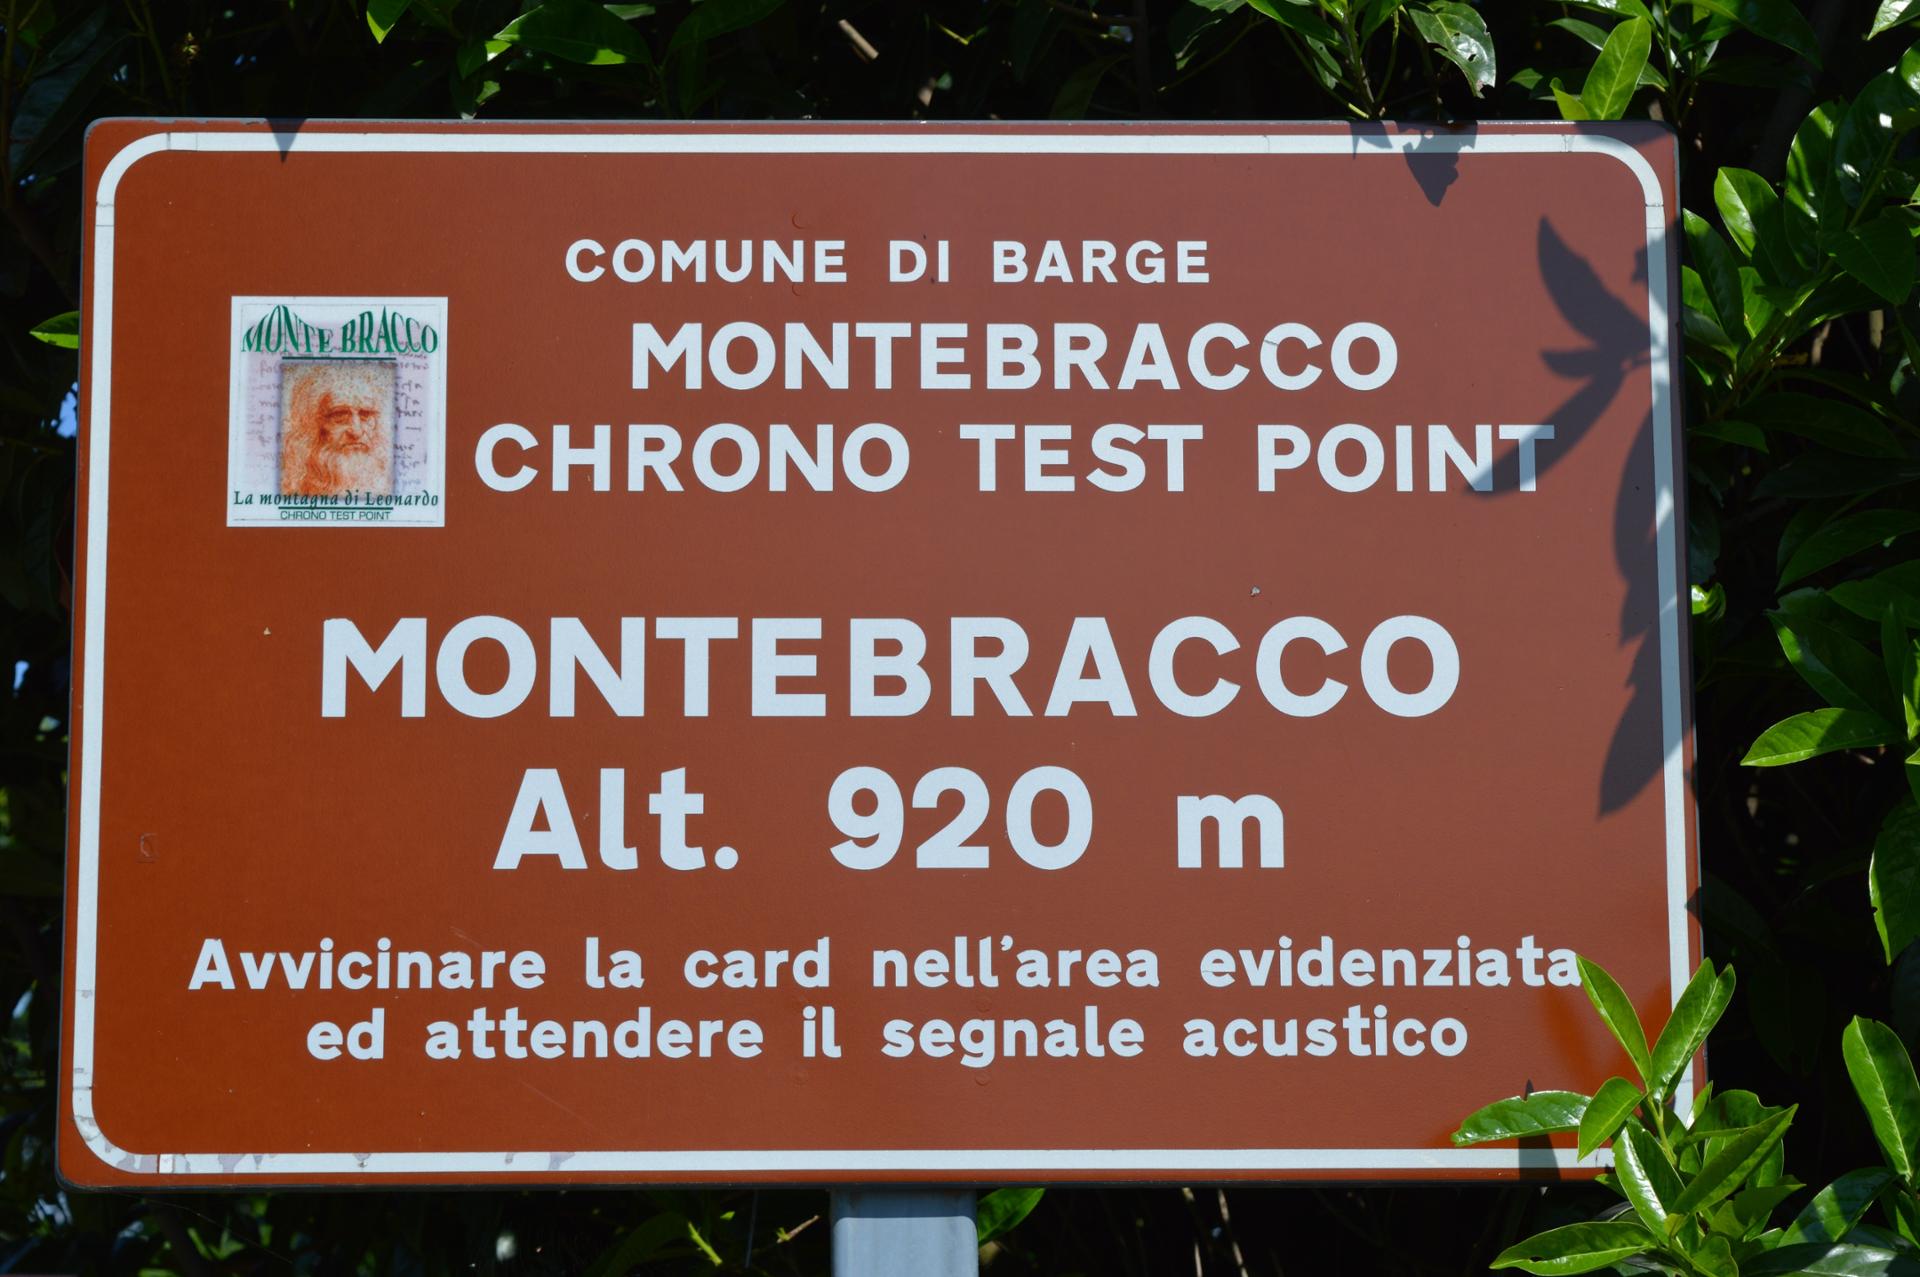 COMUNE DI BARGE
MONTEBRACCO
CHRONO TEST POINT
MONTE BRACCO
La montagna di Leonardo
CHRONO TEST POINT
MONTEBRACCO
Alt. 920 m
Avvicinare la card nell'area evidenziata
ed attendere il segnale acustico